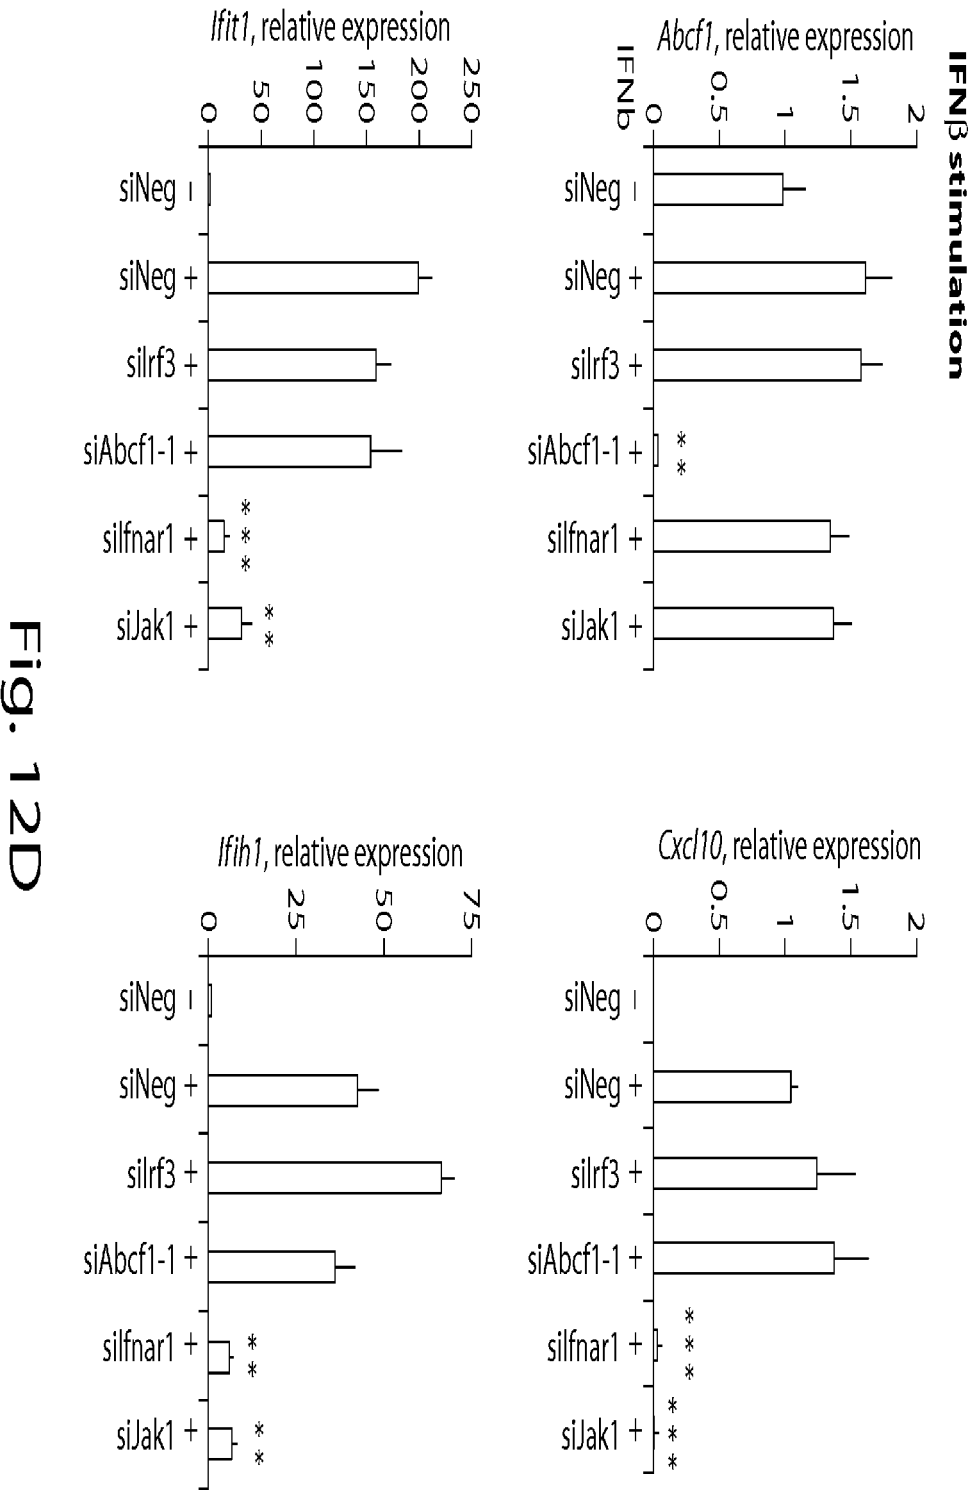 IFNβ stimulation
Abcf1, relative expression
2
1.5
1
0.5
0
IFNb
- + + + + +
siNeg siNeg siIrf3 siAbcf1-1 siIfnar1 siJak1
**
Cxcl10, relative expression
2
1.5
1
0.5
0
- + + + + +
siNeg siNeg siIrf3 siAbcf1-1 siIfnar1 siJak1
*** ***
Ifit1, relative expression
250
200
150
100
50
0
- + + + + +
siNeg siNeg siIrf3 siAbcf1-1 siIfnar1 siJak1
*** **
Ifih1, relative expression
75
50
25
0
- + + + + +
siNeg siNeg siIrf3 siAbcf1-1 siIfnar1 siJak1
** **
Fig. 12D